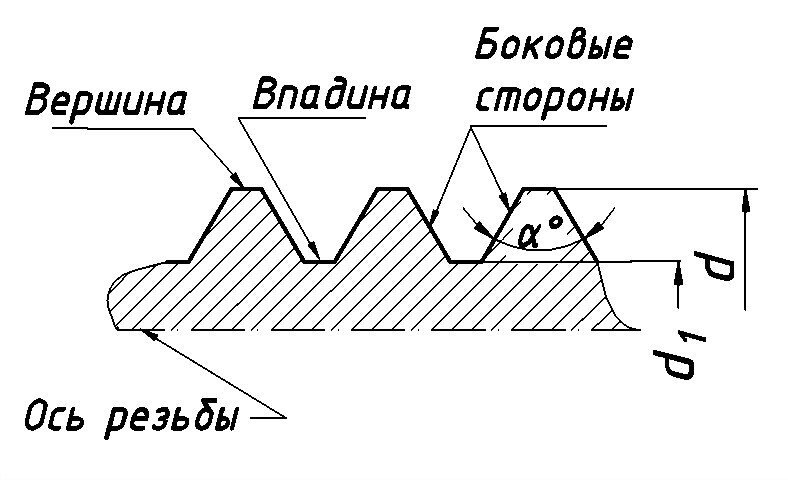 Боковые
стороны
Вершина
Впадина
α°
d
d1
Ось резьбы